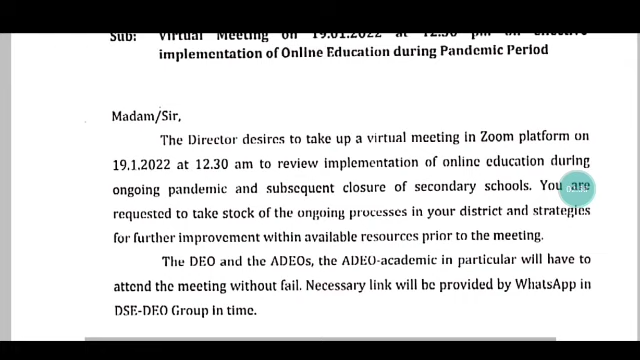 Sub: Virtual Meeting on 19.01.2022 at 12.30 pm on effective
implementation of Online Education during Pandemic Period
Madam/Sir,
The Director desires to take up a virtual meeting in Zoom platform on
19.1.2022 at 12.30 am to review implementation of online education during
ongoing pandemic and subsequent closure of secondary schools. You are
requested to take stock of the ongoing processes in your district and strategies
for further improvement within available resources prior to the meeting.
The DEO and the ADEOs, the ADEO-academic in particular will have to
attend the meeting without fail. Necessary link will be provided by WhatsApp in
DSE-DEO Group in time.